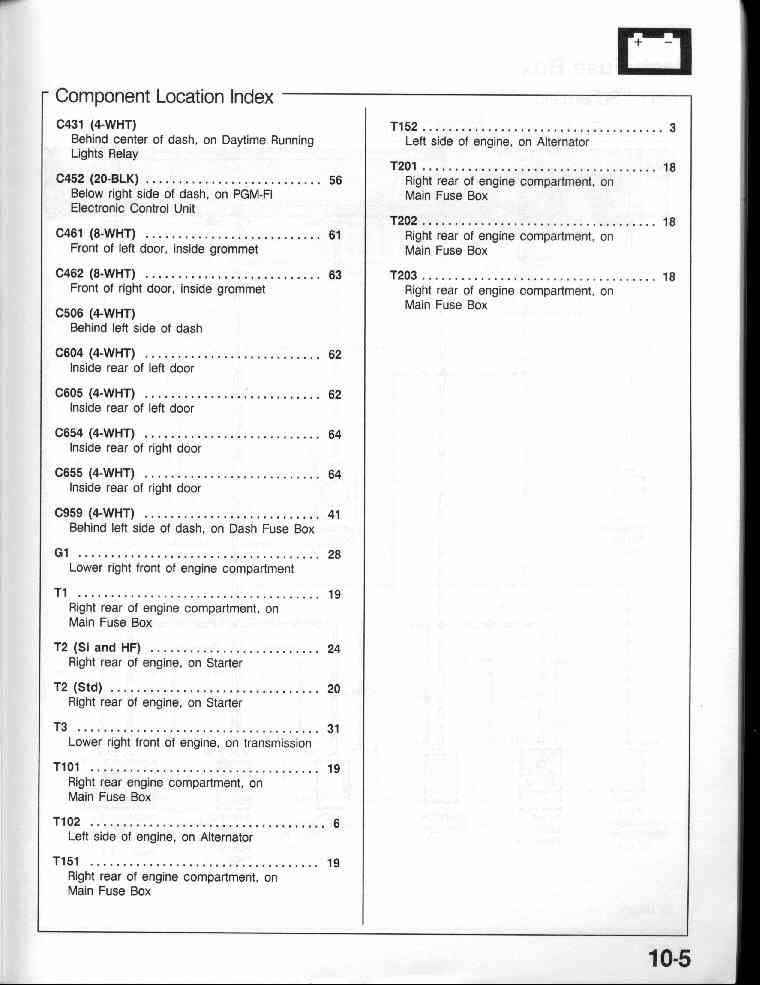 + -
Component Location Index
C431 (4-WHT)
Behind center of dash, on Daytime Running
Lights Relay
C452 (20-BLK) ........................... 56
Below right side of dash, on PGM-FI
Electronic Control Unit
C461 (8-WHT) ........................... 61
Front of left door, inside grommet
C462 (8-WHT) ........................... 63
Front of right door, inside grommet
C506 (4-WHT)
Behind left side of dash
C604 (4-WHT) ........................... 62
Inside rear of left door
C605 (4-WHT) ........................... 62
Inside rear of left door
C654 (4-WHT) ........................... 64
Inside rear of right door
C655 (4-WHT) ........................... 64
Inside rear of right door
C959 (4-WHT) ........................... 41
Behind left side of dash, on Dash Fuse Box
G1 ..................................... 28
Lower right front of engine compartment
T1 ..................................... 19
Right rear of engine compartment, on
Main Fuse Box
T2 (Si and HF) .......................... 24
Right rear of engine, on Starter
T2 (Std) ................................ 20
Right rear of engine, on Starter
T3 ..................................... 31
Lower right front of engine, on transmission
T101 ................................... 19
Right rear engine compartment, on
Main Fuse Box
T102 .................................... 6
Left side of engine, on Alternator
T151 ................................... 19
Right rear of engine compartment, on
Main Fuse Box
T152 ..................................... 3
Left side of engine, on Alternator
T201 .................................... 18
Right rear of engine compartment, on
Main Fuse Box
T202 .................................... 18
Right rear of engine compartment, on
Main Fuse Box
T203 .................................... 18
Right rear of engine compartment, on
Main Fuse Box
10-5